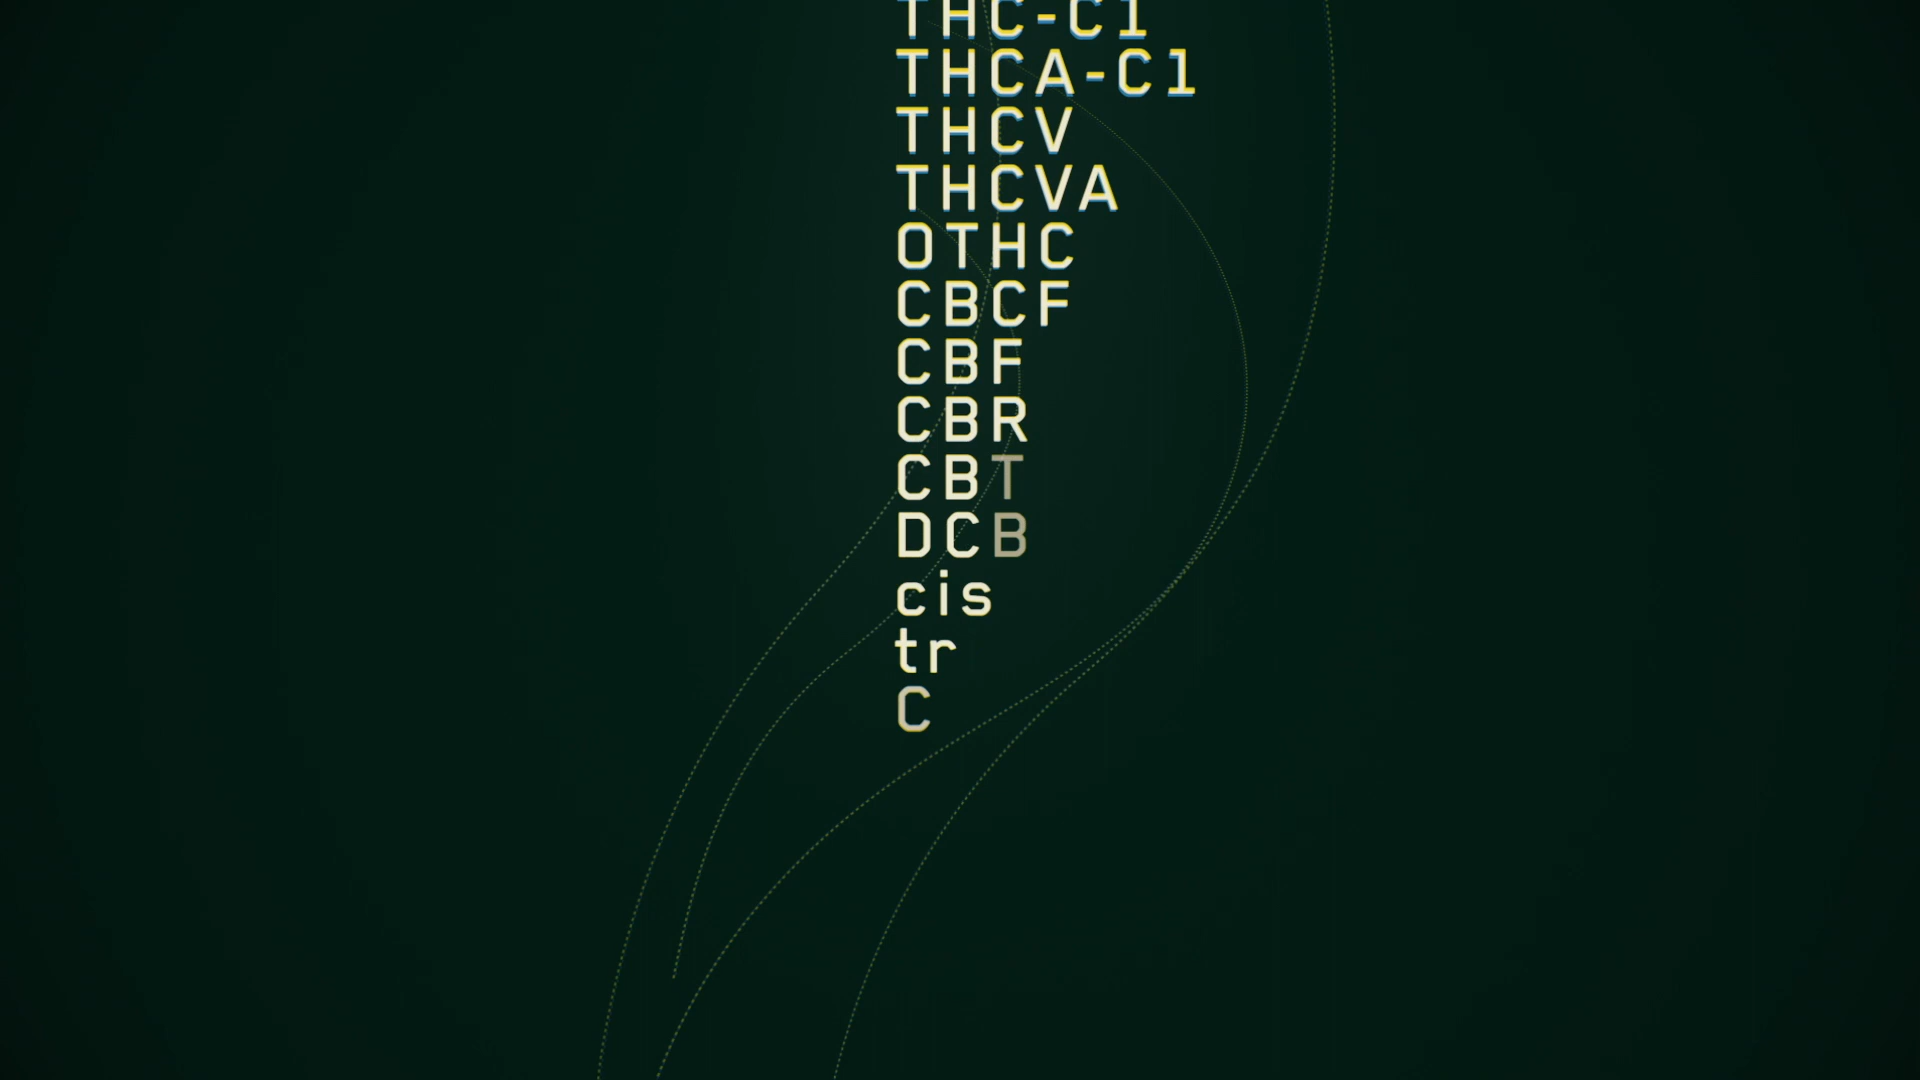 THC-C1
THCA-C1
THCV
THCVA
OTHC
CBCF
CBF
CBR
CBT
DCB
cis
tr
C